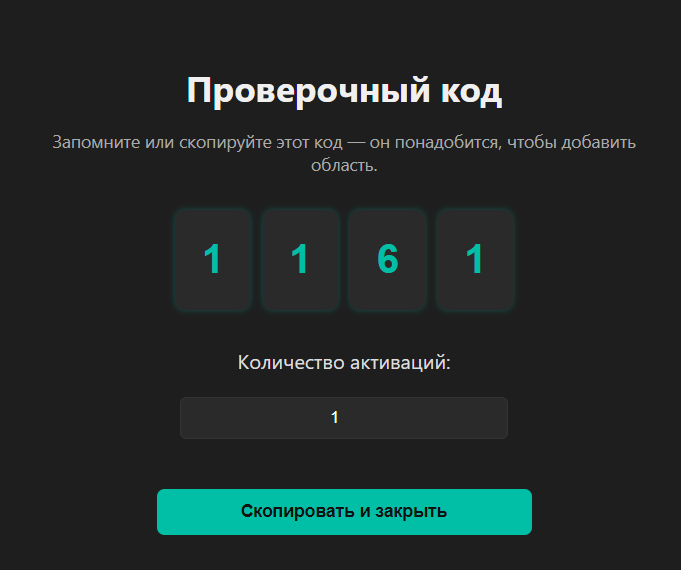 Проверочный код
Запомните или скопируйте этот код — он понадобится, чтобы добавить
область.
1 1 6 1
Количество активаций:
1
Скопировать и закрыть